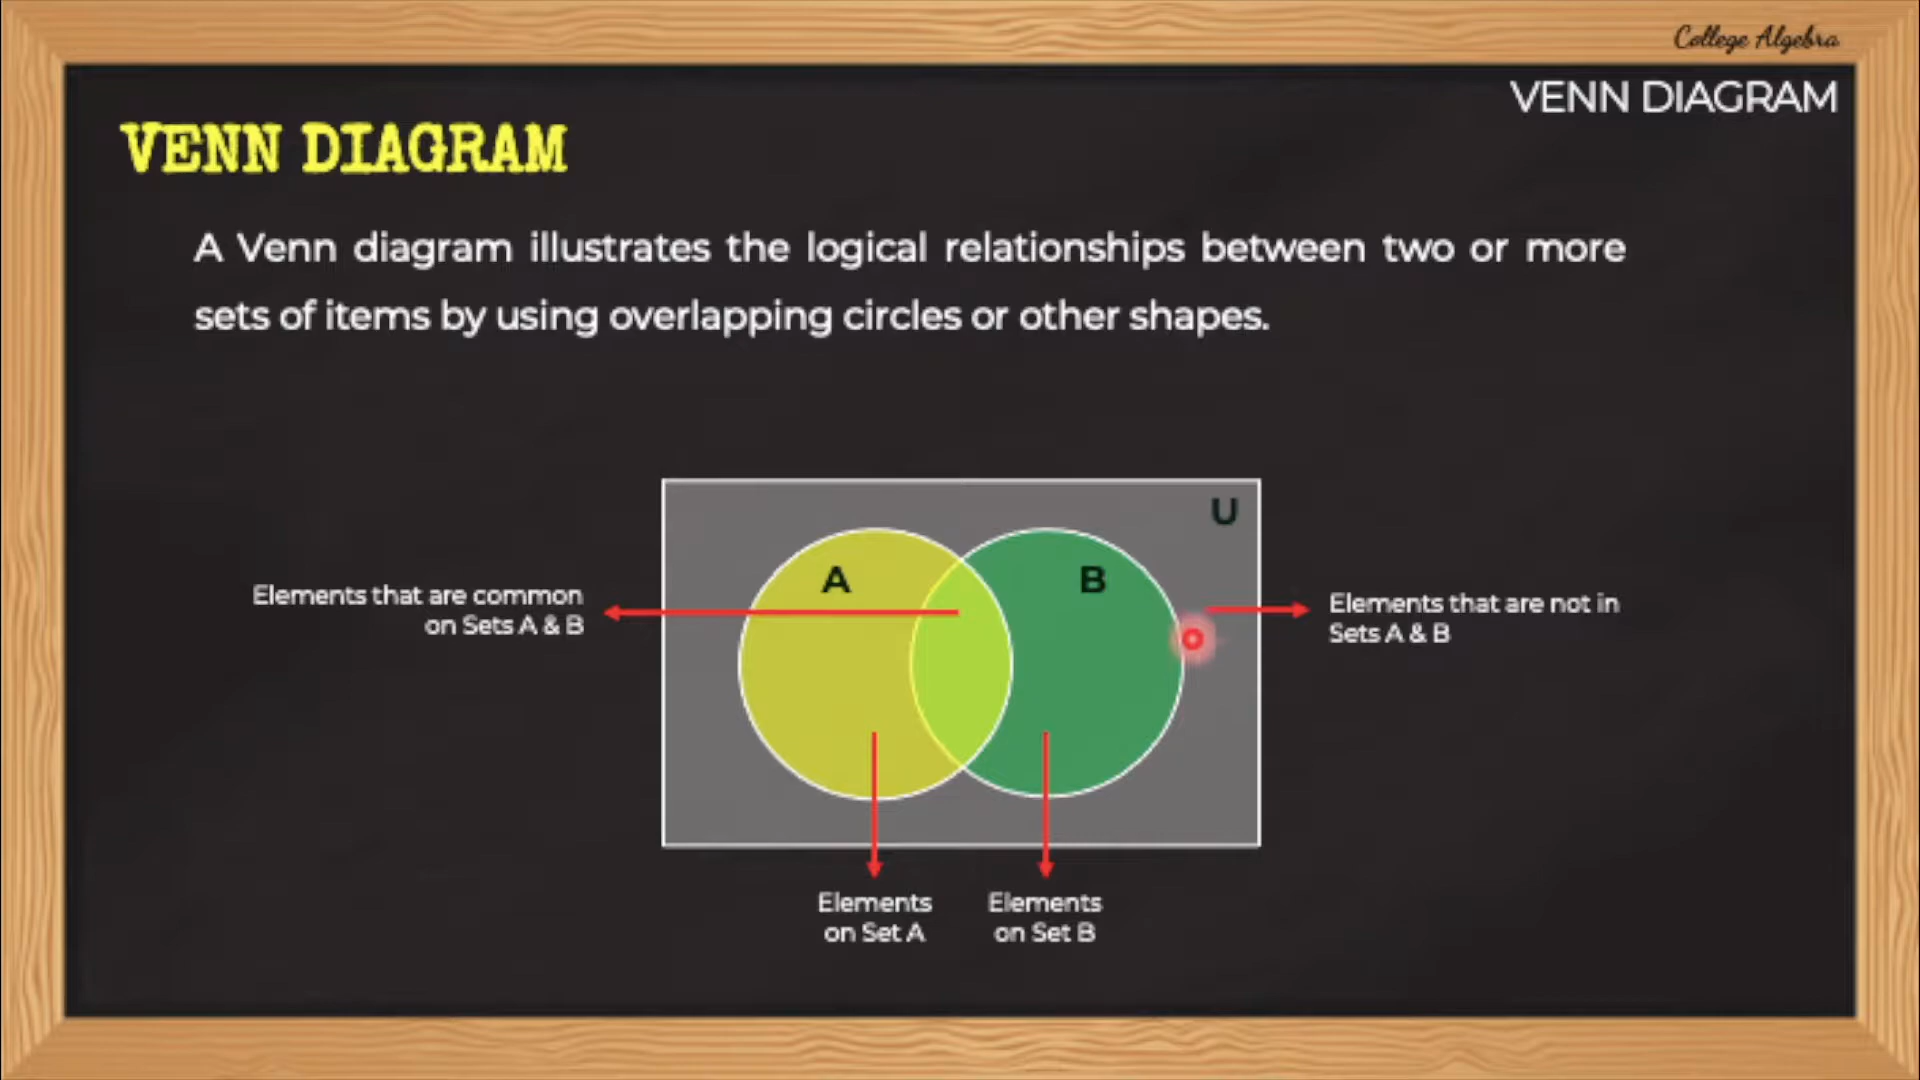 College Algebra
VENN DIAGRAM
VENN DIAGRAM
A Venn diagram illustrates the logical relationships between two or more
sets of items by using overlapping circles or other shapes.
U
A
B
Elements that are common
on Sets A & B
Elements that are not in
Sets A & B
Elements
on Set A
Elements
on Set B